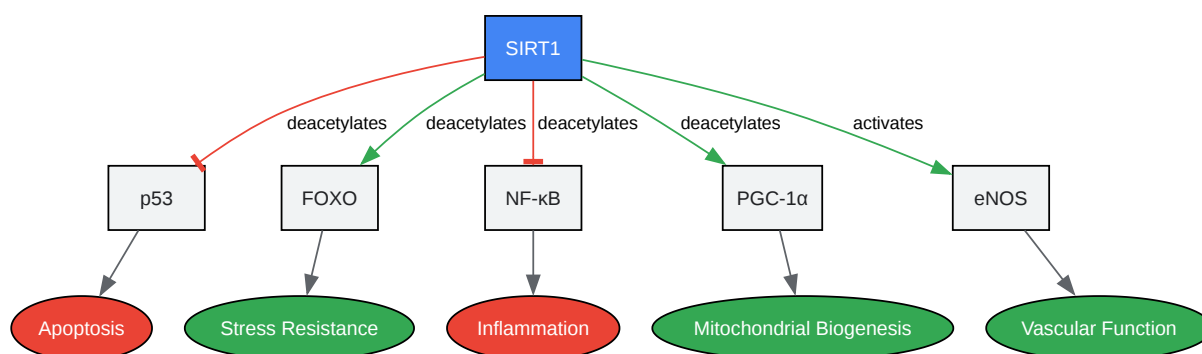 SIRT1
deacetylates
deacetylates
deacetylates
deacetylates
activates
p53
FOXO
NF-κB
PGC-1α
eNOS
Apoptosis
Stress Resistance
Inflammation
Mitochondrial Biogenesis
Vascular Function